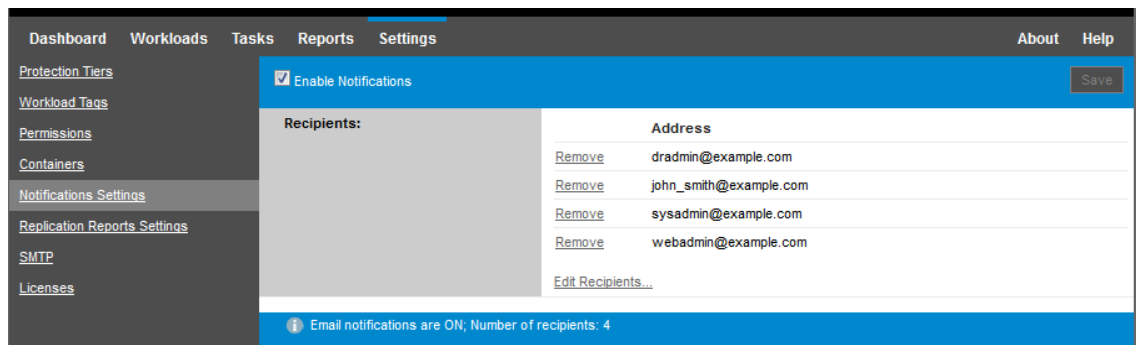 Dashboard Workloads Tasks Reports Settings About Help
Protection Tiers
Workload Tags
Permissions
Containers
Notifications Settings
Replication Reports Settings
SMTP
Licenses
Enable Notifications Save
Recipients:
Address
Remove dradmin@example.com
Remove john_smith@example.com
Remove sysadmin@example.com
Remove webadmin@example.com
Edit Recipients...
Email notifications are ON; Number of recipients: 4